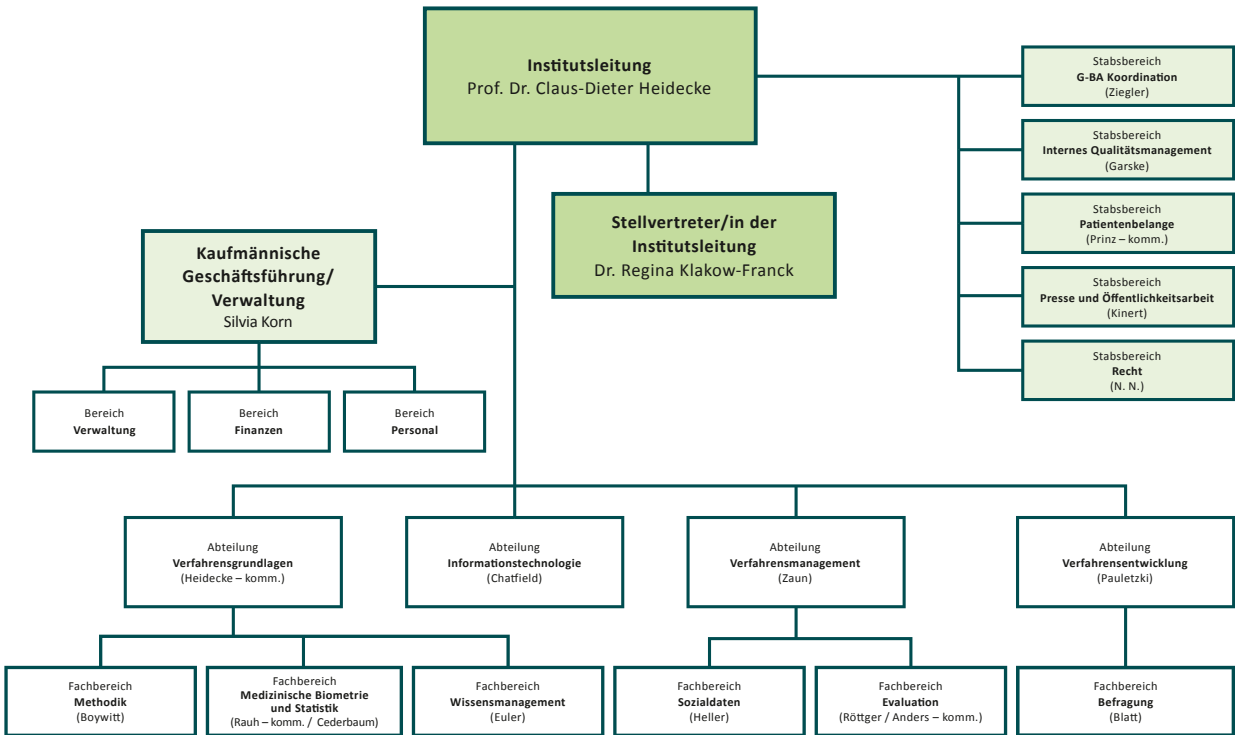 Institutsleitung
Prof. Dr. Claus-Dieter Heidecke
Stabsbereich
G-BA Koordination
(Ziegler)
Stabsbereich
Internes Qualitätsmanagement
(Garske)
Stabsbereich
Patientenbelange
(Prinz – komm.)
Stabsbereich
Presse und Öffentlichkeitsarbeit
(Kinert)
Stabsbereich
Recht
(N. N.)
Stellvertreter/in der
Institutsleitung
Dr. Regina Klakow-Franck
Kaufmännische
Geschäftsführung/
Verwaltung
Silvia Korn
Bereich
Verwaltung
Bereich
Finanzen
Bereich
Personal
Abteilung
Verfahrensgrundlagen
(Heidecke – komm.)
Abteilung
Informationstechnologie
(Chatfield)
Abteilung
Verfahrensmanagement
(Zaun)
Abteilung
Verfahrensentwicklung
(Pauletzki)
Fachbereich
Methodik
(Boywitt)
Fachbereich
Medizinische Biometrie
und Statistik
(Rauh – komm. / Cederbaum)
Fachbereich
Wissensmanagement
(Euler)
Fachbereich
Sozialdaten
(Heller)
Fachbereich
Evaluation
(Röttger / Anders – komm.)
Fachbereich
Befragung
(Blatt)